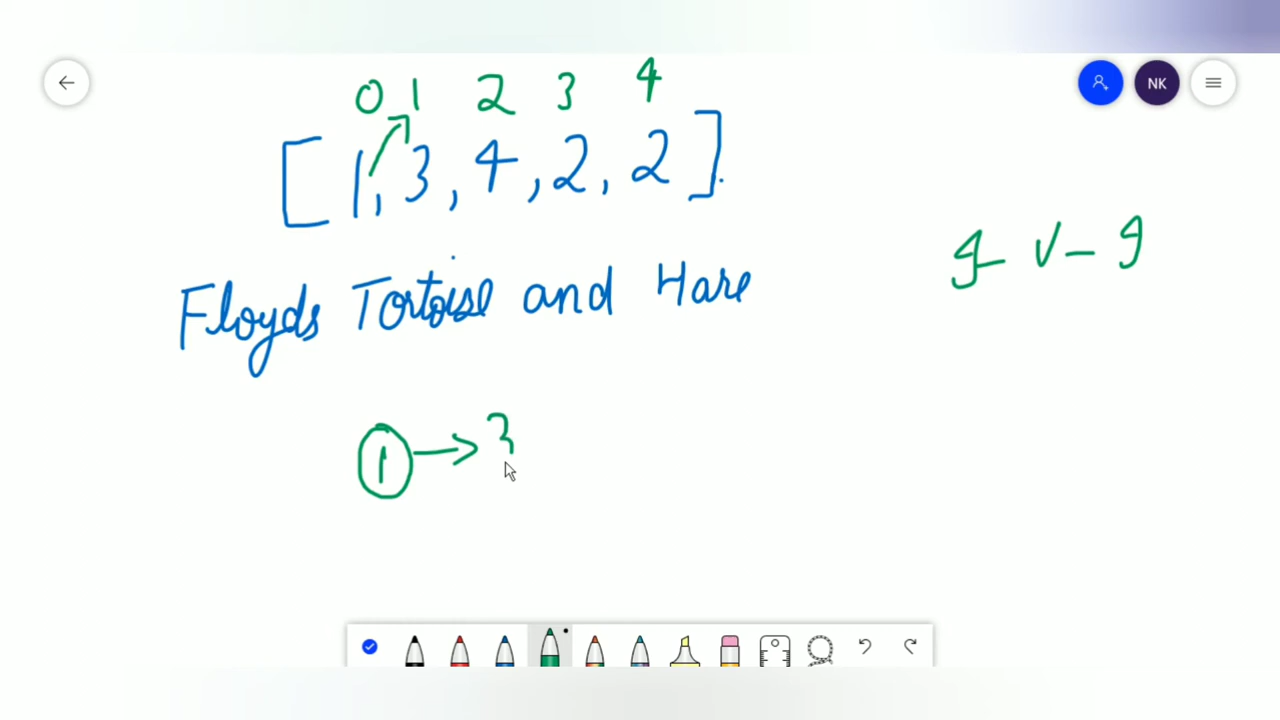 NK
0 1 2 3 4
[1, 3, 4, 2, 2].
g - v - g
Floyds Tortoise and Hare
1 → 3